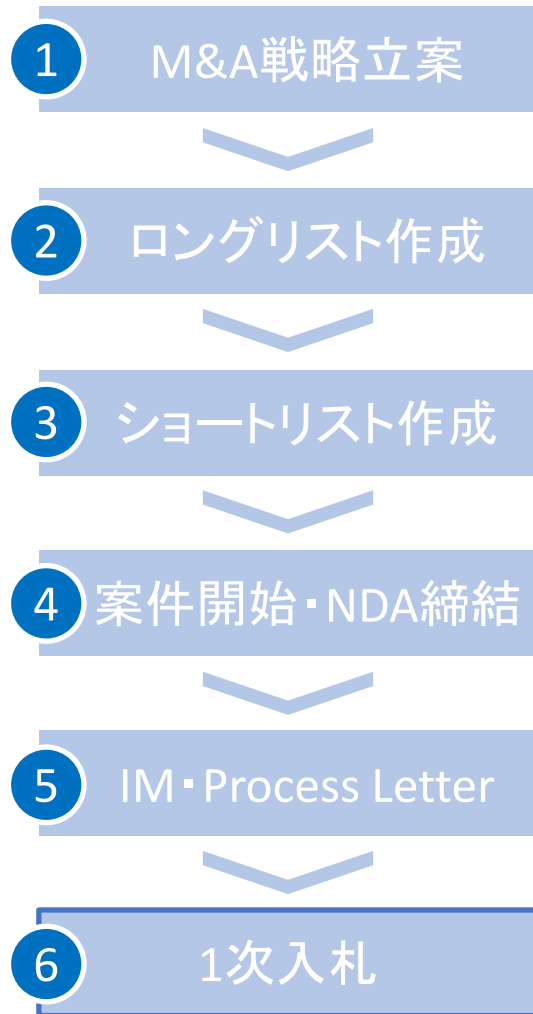 1 M&A戦略立案
2 ロングリスト作成
3 ショートリスト作成
4 案件開始・NDA締結
5 IM・Process Letter
6 1次入札